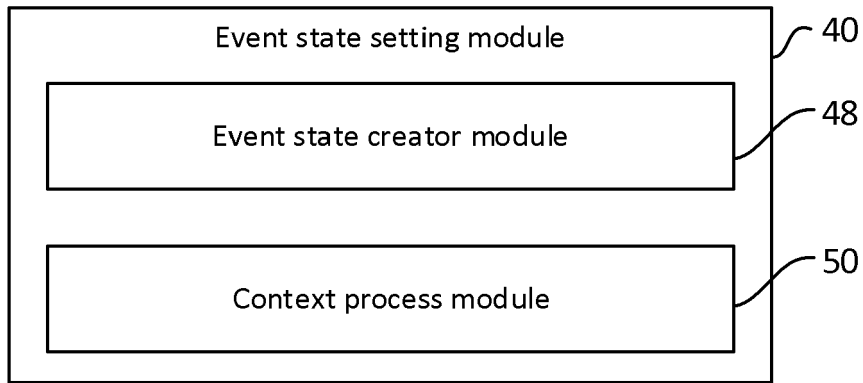 Event state setting module
40
Event state creator module
48
Context process module
50